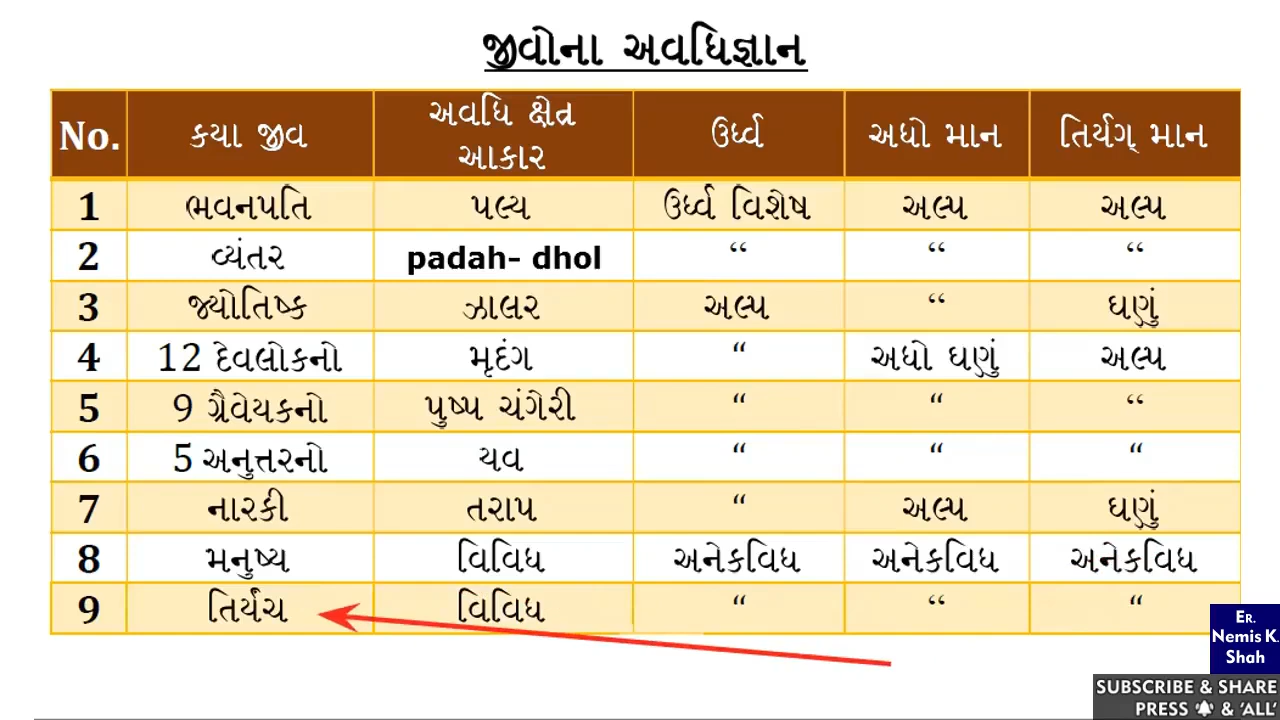 જીવોના અવધિજ્ઞાન
No. કયા જીવ અવધિ ક્ષેત્ર આકાર ઉર્ધ્વ અધો માન તિર્યગ્ માન
1 ભવનપતિ પલ્ય ઉર્ધ્વ વિશેષ અલ્પ અલ્પ
2 વ્યંતર padah- dhol “ “ “
3 જ્યોતિષ્ક ઝાલર અલ્પ “ ઘણું
4 12 દેવલોકનો મૃદંગ “ અધો ઘણું અલ્પ
5 9 ગ્રૈવેયકનો પુષ્પ ચંગેરી “ “ “
6 5 અનુત્તરનો યવ “ “ “
7 નારકી તરાપ “ અલ્પ ઘણું
8 મનુષ્ય વિવિધ અનેકવિધ અનેકવિધ અનેકવિધ
9 તિર્યંચ વિવિધ “ “ “
ER.
Nemis K.
Shah
SUBSCRIBE & SHARE
PRESS & ‘ALL’